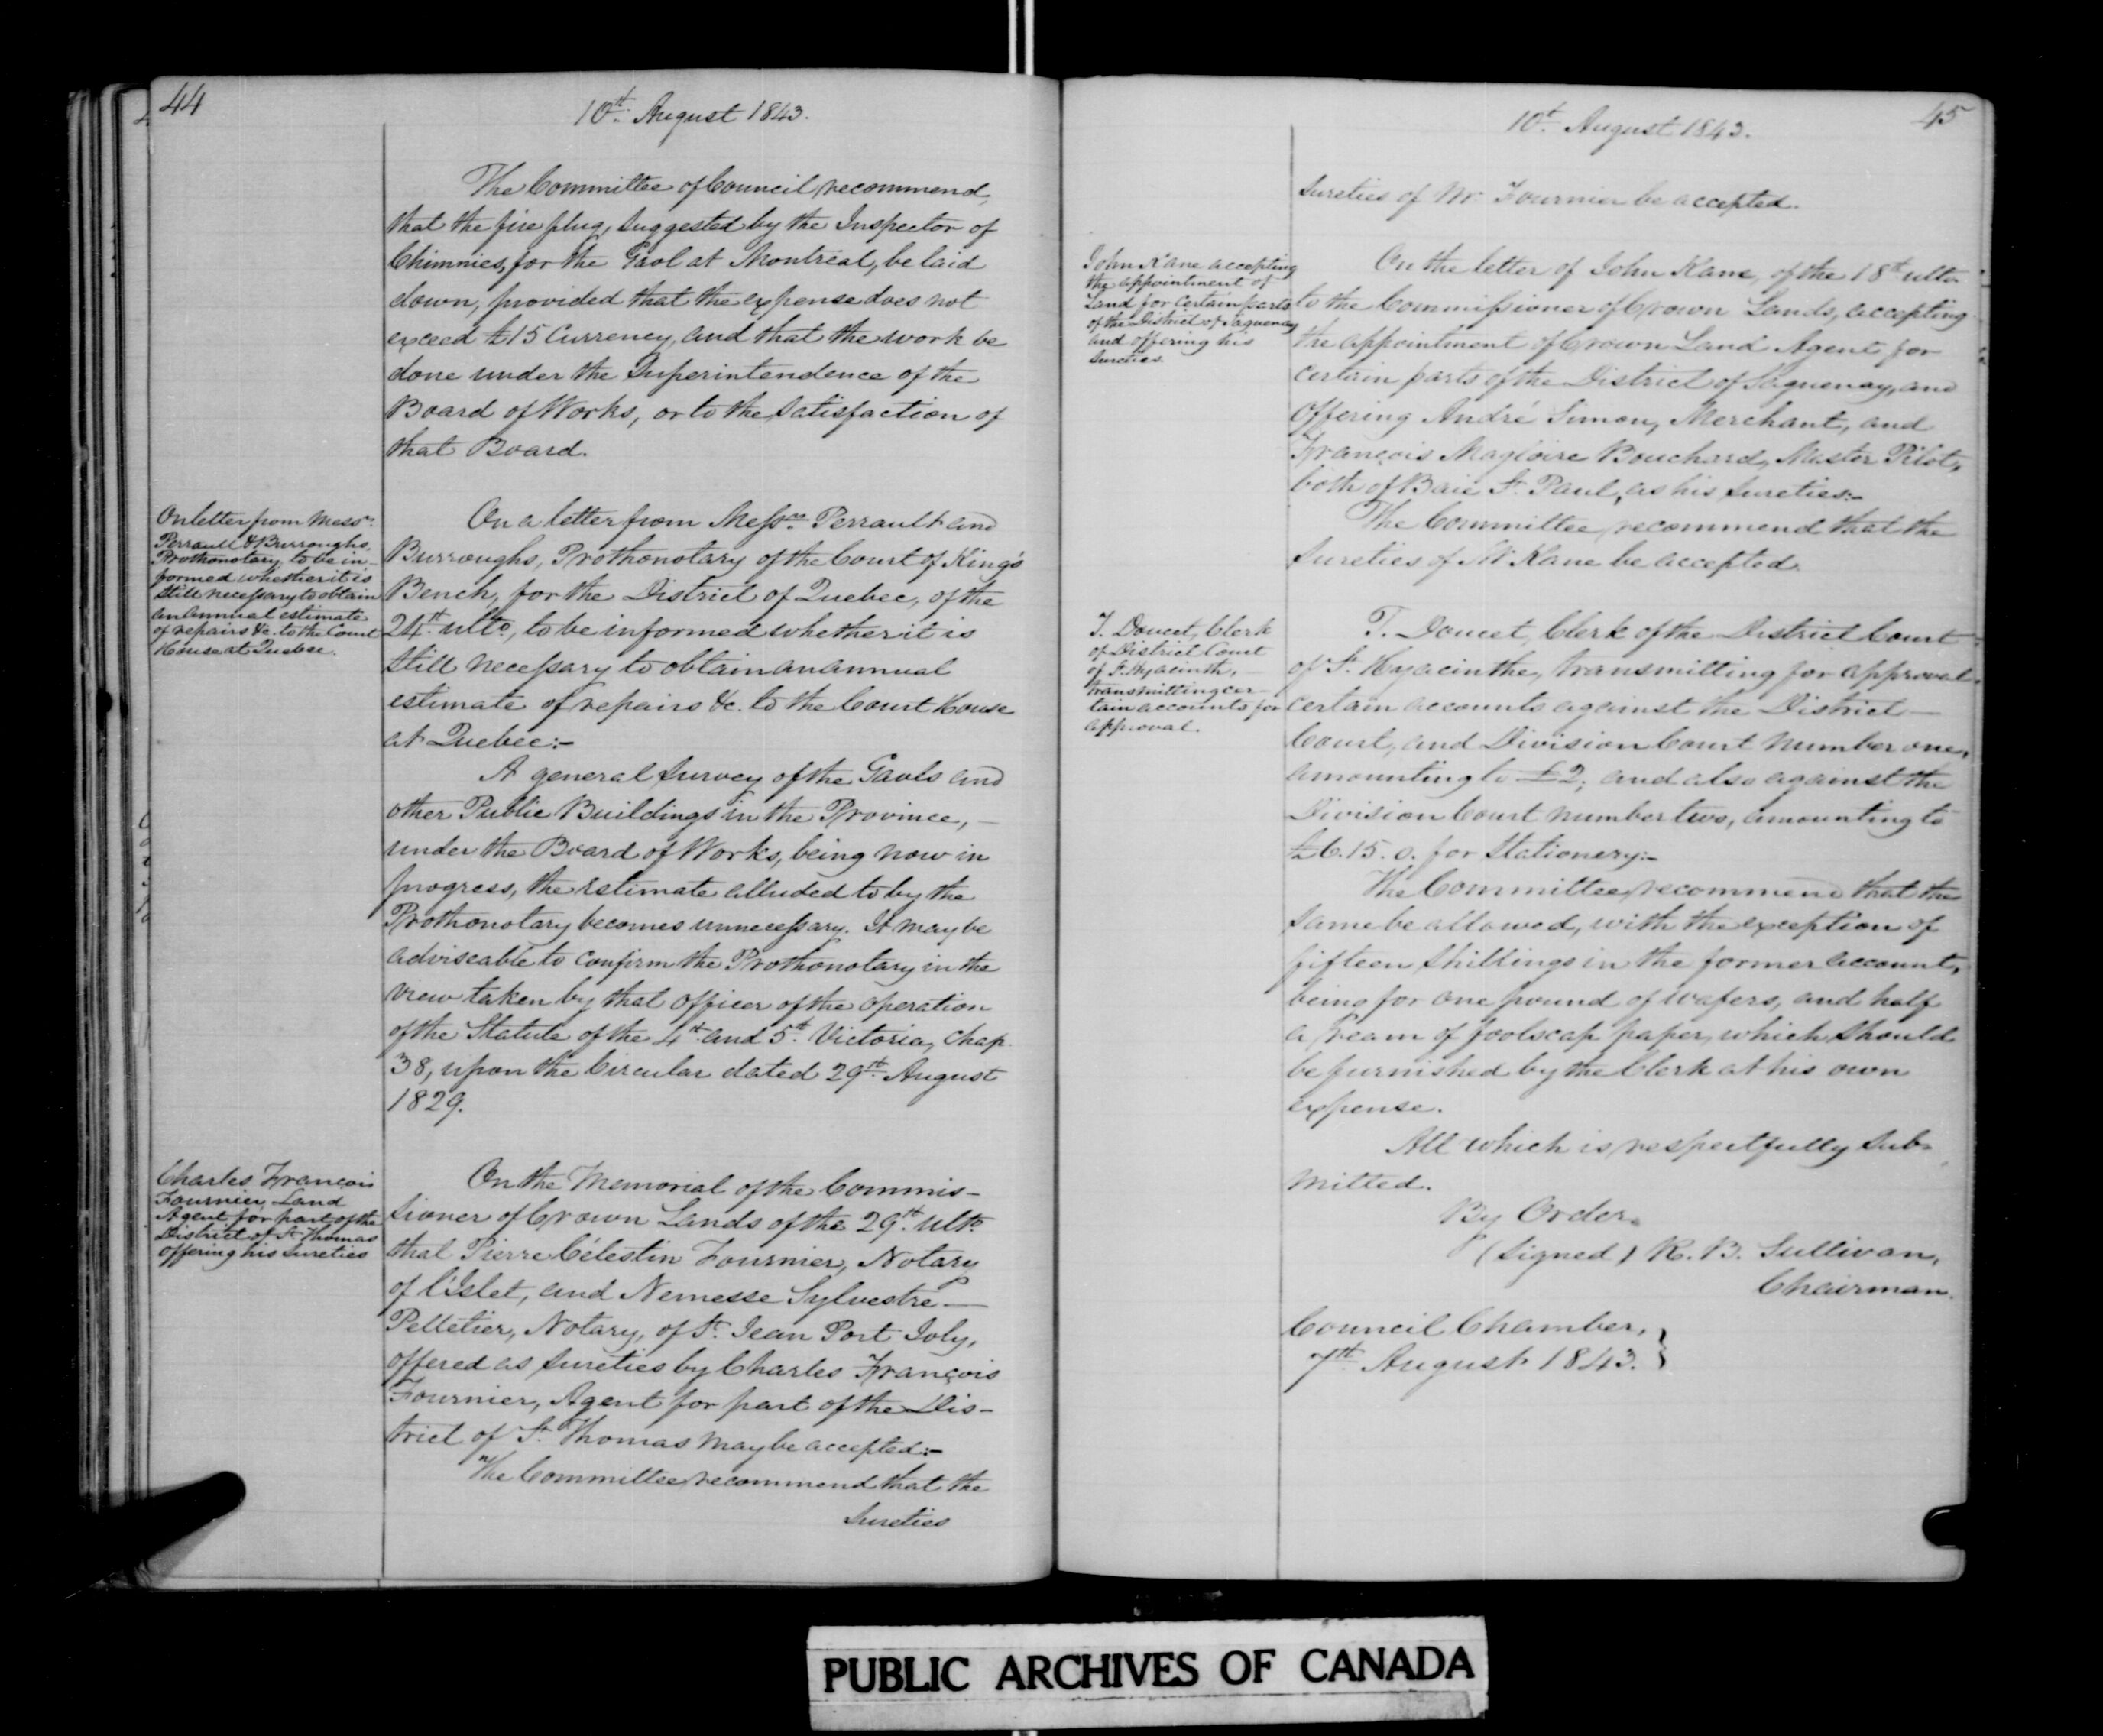 44
10th. August 1843.
The Committee of Council recommend,
that the fire plug, suggested by the Inspector of
Chimnies, for the Gaol at Montreal, be laid
down, provided that the expense does not
exceed £15 Currency, and that the work be
done under the Superintendence of the
Board of Works, or to the satisfaction of
that Board.
On letter from Messrs.
Perrault & Burroughs,
Prothonotary to be in-
formed whether it is
still necessary to obtain
an annual estimate
of repairs &c. to the Court
House at Quebec.
On a letter from Messrs. Perrault and
Burroughs, Prothonotary of the Court of King's
Bench, for the District of Quebec, of the
24th. ulto., to be informed whether it is
still necessary to obtain an annual
estimate of repairs &c. to the Court House
at Quebec:-
A general Survey of the Gaols and
other Public Buildings in the Province, —
under the Board of Works, being now in
progress, the Estimate alluded to by the
Prothonotary becomes unnecessary. It may be
adviseable to confirm the Prothonotary in the
view taken by that officer of the operation
of the Statute of the 4th and 5th. Victoria, Chap.
38, upon the Circular dated 29th. August
1829.
Charles François
Fournier, Land
Agent for part of the
District of St. Thomas
offering his sureties
On the Memorial of the Commis-
sioner of Crown Lands of the 29th. ulto.
that Pierre Célestin Fournier, Notary
of l'Islet, and Nemesse Sylvestre —
Pelletier, Notary, of St. Jean Port Joly,
offered as sureties by Charles François
Fournier, Agent for part of the Dis-
trict of St. Thomas may be accepted:-
The Committee recommend that the
sureties
10th. August 1843.
45
sureties of Mr. Fournier be accepted.
John Kane accepting
the appointment of
Land for certain parts
of the District of Saguenay
and offering his
sureties.
On the letter of John Kane, of the 18th ulto.
to the Commissioner of Crown Lands, accepting
the appointment of Crown Land Agent for
certain parts of the District of Saguenay, and
offering André Simon, Merchant, and
François Magloire Bouchard, Master Pilot,
both of Baie St. Paul, as his sureties:-
The Committee recommend that the
sureties of Mr Kane be accepted.
T. Doucet, Clerk
of District Court
of St. Hyacinth, —
transmitting cer-
tain accounts for
approval.
T. Doucet, Clerk of the District Court
of St. Hyacinthe, transmitting for approval
certain accounts against the District —
Court, and Division Court number one,
amounting to £2; and also against the
Division Court number two, amounting to
£6.15.0. for Stationery:-
The Committee recommend that the
same be allowed, with the exception of
fifteen shillings in the former account,
being for one pound of wafers, and half
a ream of foolscap paper, which should
be furnished by the Clerk at his own
expense.
All which is respectfully sub-
mitted.
By Order.
(signed) R. B. Sullivan,
Chairman.
Council Chamber, }
7th August 1843.
PUBLIC ARCHIVES OF CANADA